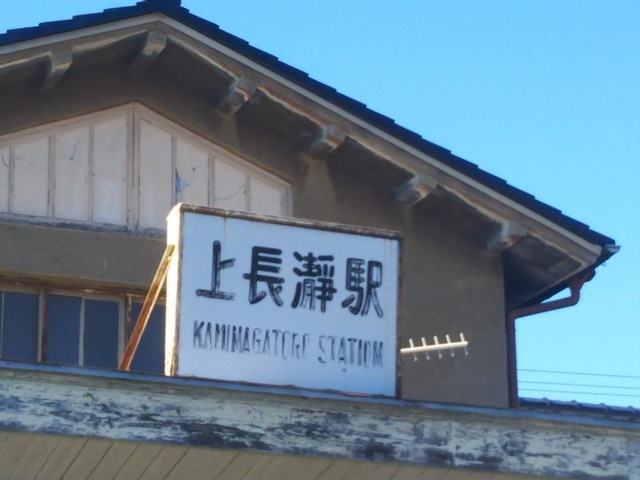 上長瀞駅
KAMINAGATORO STATION